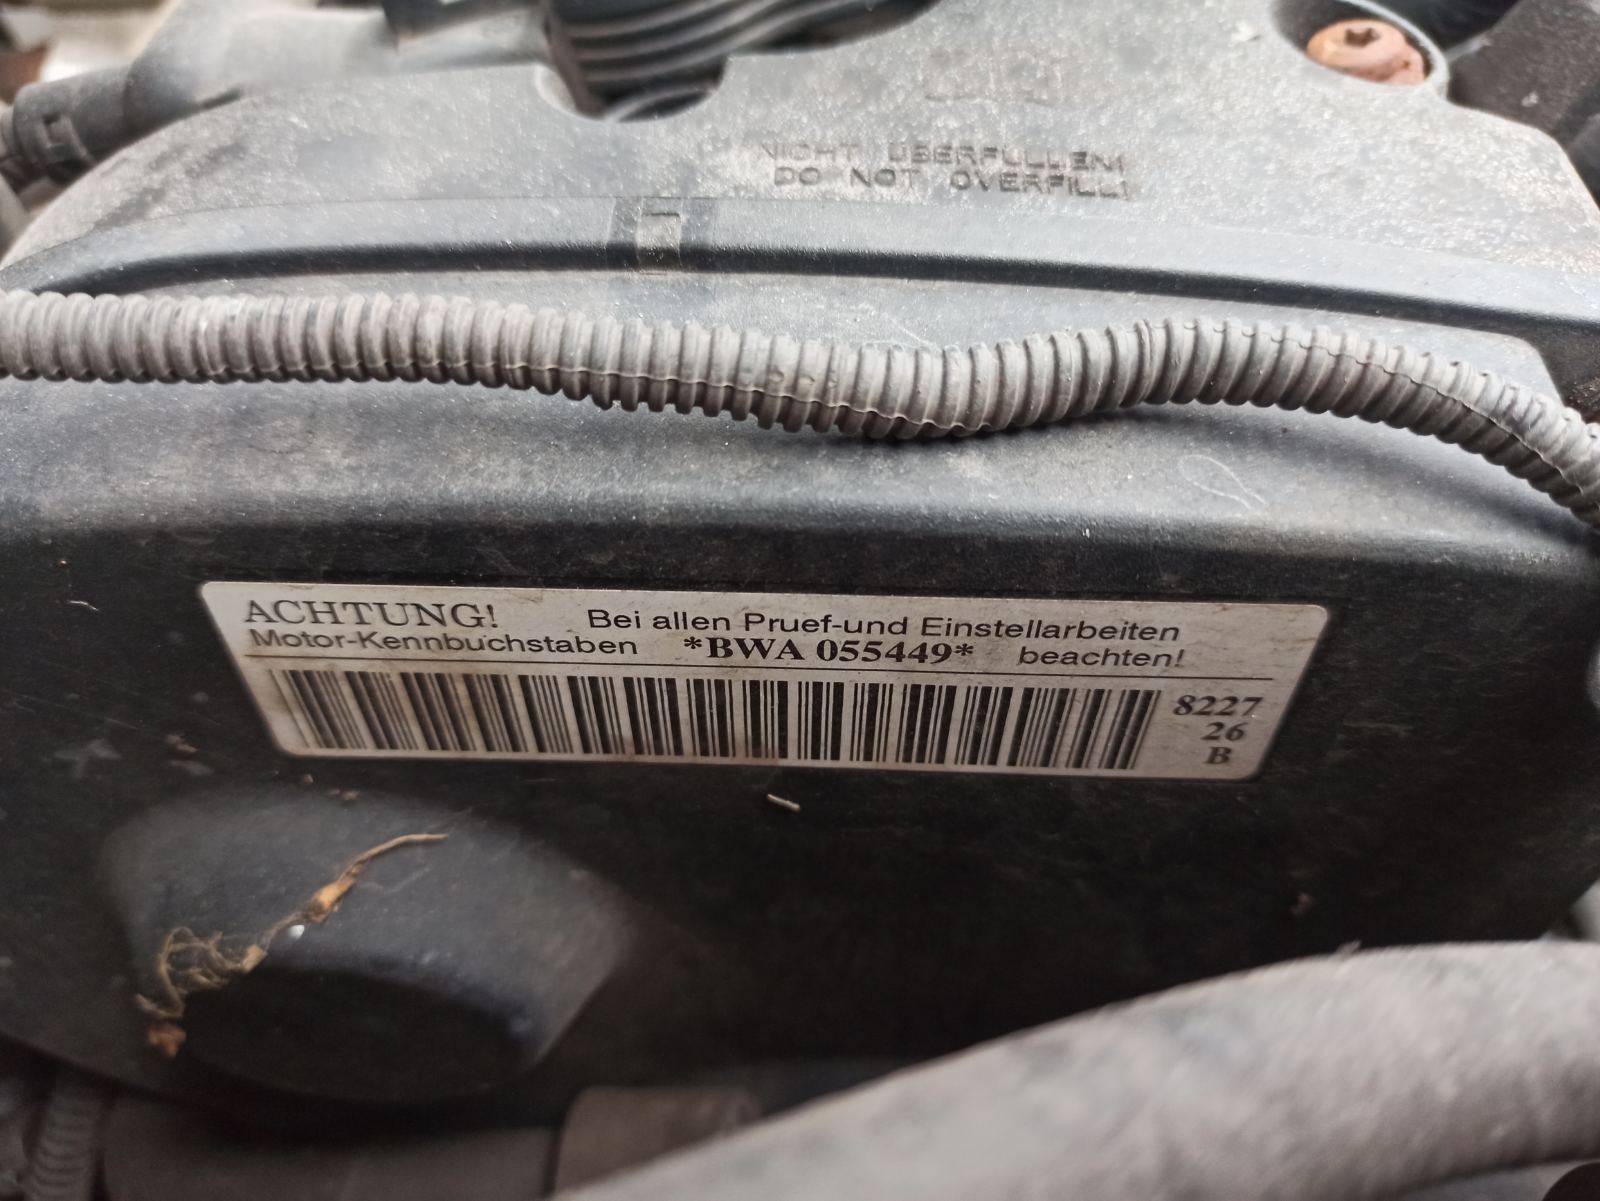 NICHT ÜBERFÜLLEN!
DO NOT OVERFILL!
ACHTUNG! Bei allen Pruef-und Einstellarbeiten
Motor-Kennbuchstaben *BWA 055449* beachten!
8227
26
B